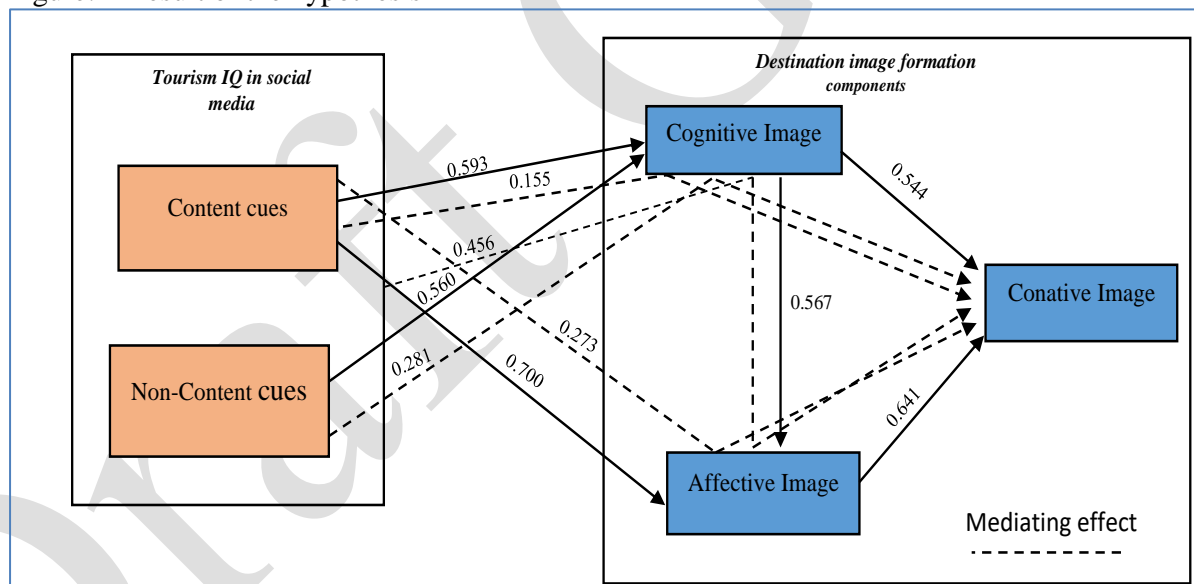 Tourism IQ in social
media
Destination image formation
components
Cognitive Image
Content cues
0.593
0.155
0.544
0.456
0.560
Conative Image
0.567
0.273
0.281
0.700
Non-Content cues
0.641
Affective Image
Mediating effect